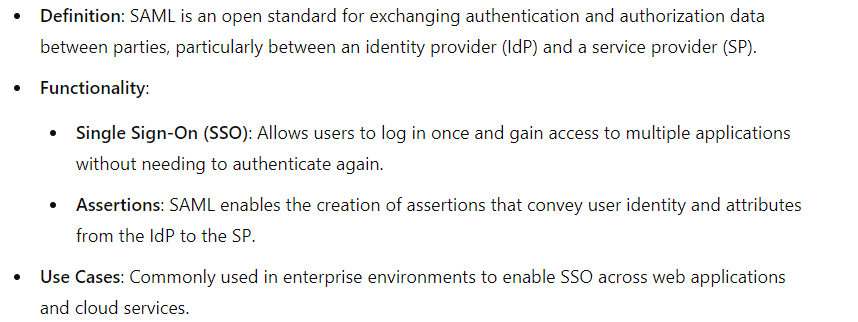 • Definition: SAML is an open standard for exchanging authentication and authorization data
between parties, particularly between an identity provider (IdP) and a service provider (SP).
• Functionality:
• Single Sign-On (SSO): Allows users to log in once and gain access to multiple applications
without needing to authenticate again.
• Assertions: SAML enables the creation of assertions that convey user identity and attributes
from the IdP to the SP.
• Use Cases: Commonly used in enterprise environments to enable SSO across web applications
and cloud services.